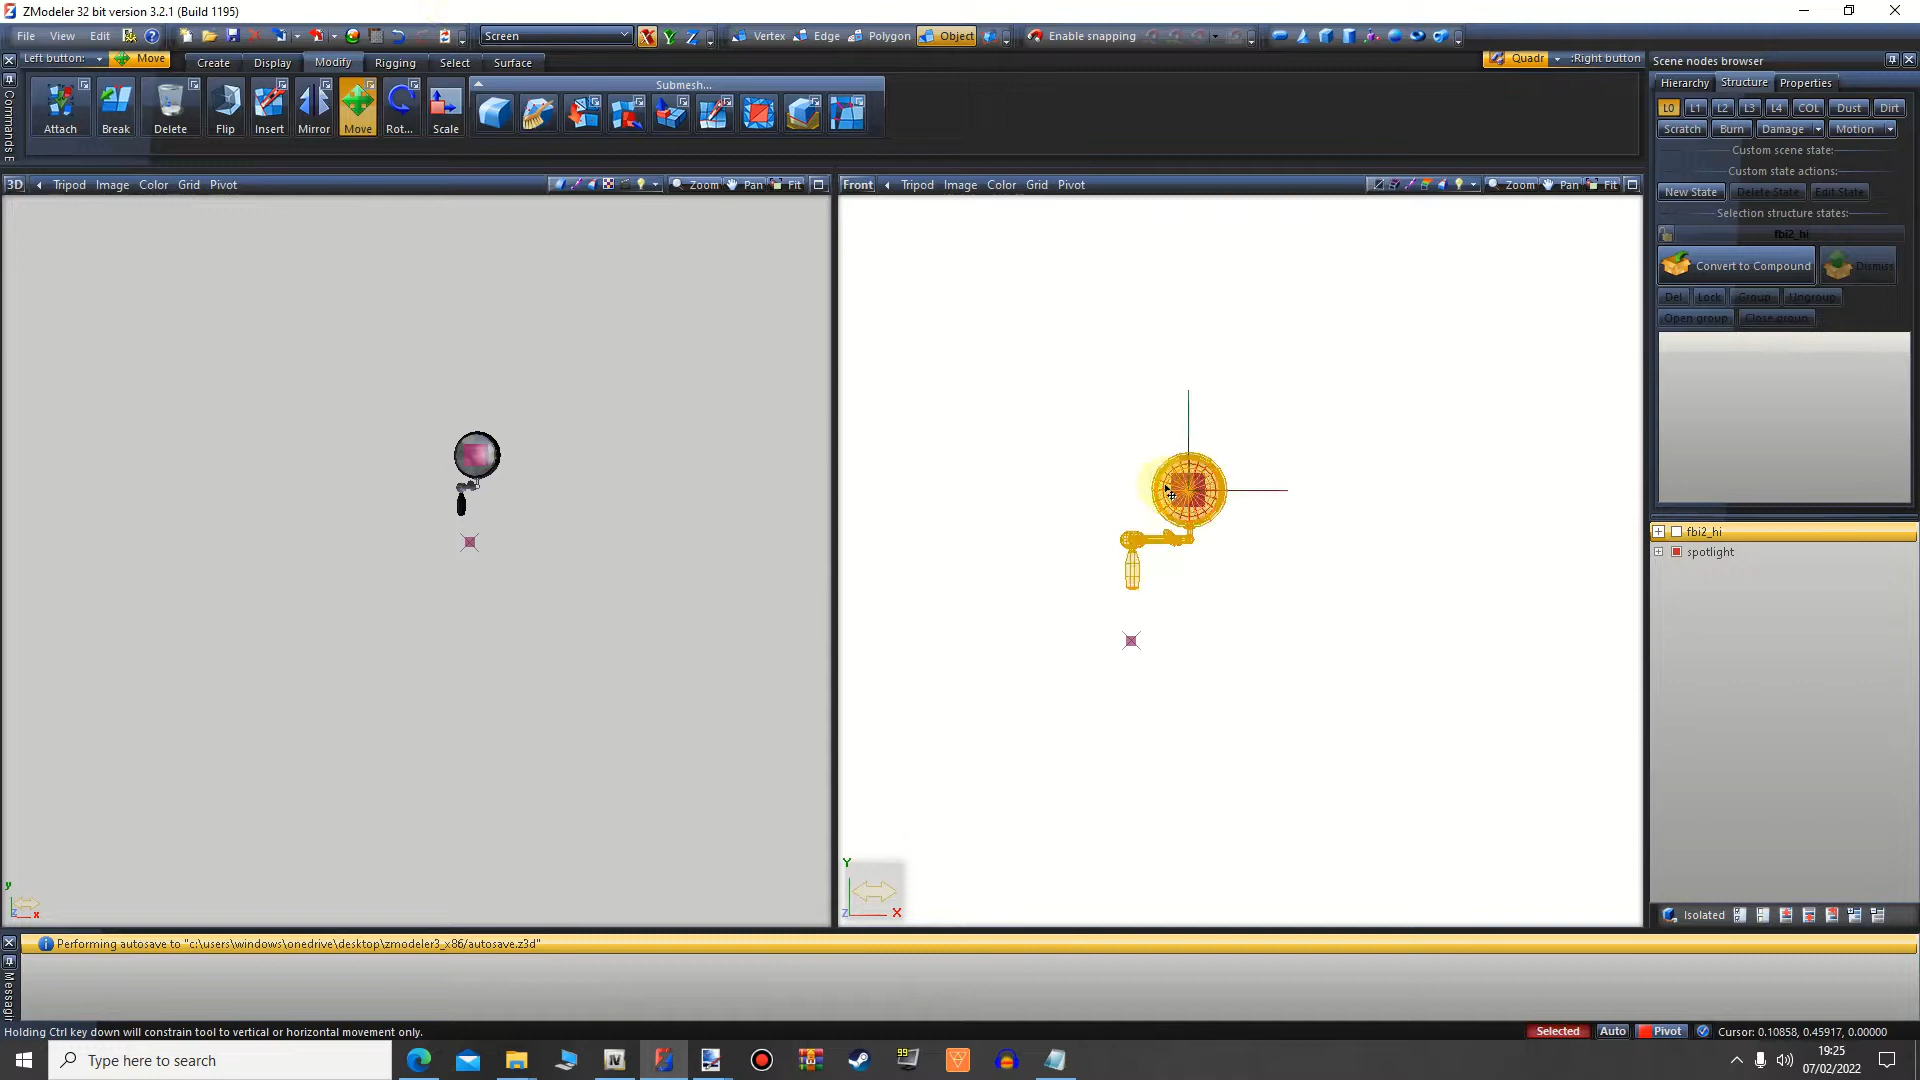 ZModeler 32 bit version 3.2.1 (Build 1195)
File View Edit Screen X Y Z Vertex Edge Polygon Object Enable snapping
Left button: Move Create Display Modify Rigging Select Surface Quadr :Right button Scene nodes browser
Submesh...
Hierarchy Structure Properties
Attach Break Delete Flip Insert Mirror Move Rot... Scale
L0 L1 L2 L3 L4 COL Dust Dirt
Scratch Burn Damage Motion
Custom scene state:
Custom state actions:
New State Delete State Edit State
Selection structure states:
fbi2_hi
Convert to Compound Dismiss
Del Lock Group Ungroup
Open group Close group
3D Tripod Image Color Grid Pivot Zoom Pan Fit
Front Tripod Image Color Grid Pivot Zoom Pan Fit
fbi2_hi
spotlight
Y
Z X
y
z x
Isolated
Commands
Performing autosave to "c:\users\windows\onedrive\desktop\zmodeler3_x86/autosave.z3d"
Messagin
Holding Ctrl key down will constrain tool to vertical or horizontal movement only.
Selected Auto Pivot Cursor: 0.10858, 0.45917, 0.00000
Type here to search
IV
99
19:25
07/02/2022